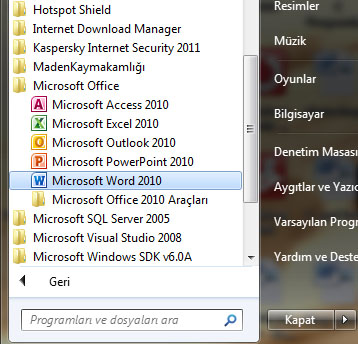 Hotspot Shield
Internet Download Manager
Kaspersky Internet Security 2011
MadenKaymakamlığı
Microsoft Office
Microsoft Access 2010
Microsoft Excel 2010
Microsoft Outlook 2010
Microsoft PowerPoint 2010
Microsoft Word 2010
Microsoft Office 2010 Araçları
Microsoft SQL Server 2005
Microsoft Visual Studio 2008
Microsoft Windows SDK v6.0A
Geri
Programları ve dosyaları ara
Resimler
Müzik
Oyunlar
Bilgisayar
Denetim Masası
Aygıtlar ve Yazıc
Varsayılan Progr
Yardım ve Deste
Kapat